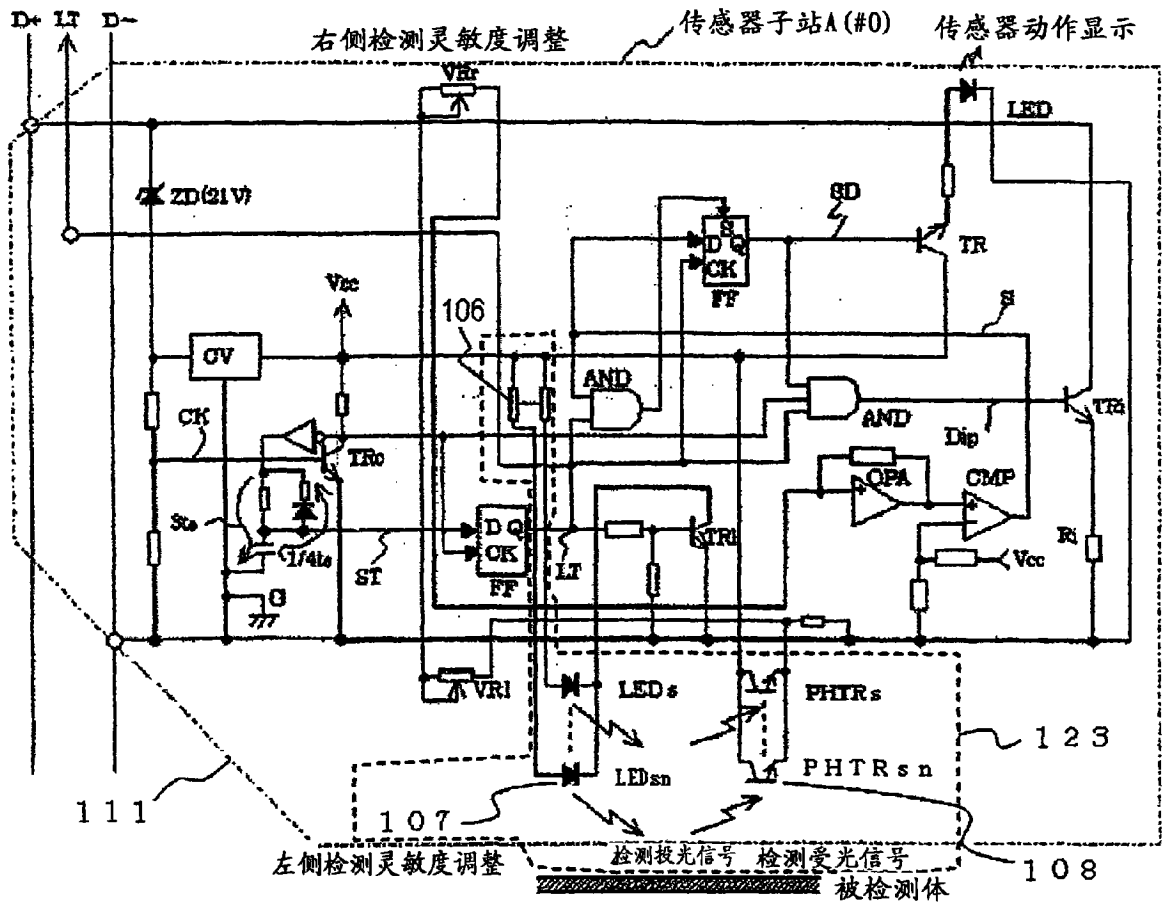 D+ LT D-
右侧检测灵敏度调整
传感器子站A(#0)
传感器动作显示
VRr
LED
ZD(21V)
SD
S
D Q
CK
FF
TR
Vcc
106
S
CV
AND
AND
CK
TRc
Dip
TRi
OPA
CMP
3ts
D Q
CK
FF
TRl
Ri
C
1/4ts
ST
LT
Vcc
G
VRl
LEDs
PHTRs
123
LEDsn
PHTRsn
111
107
左侧检测灵敏度调整
检测投光信号
检测受光信号
108
被检测体